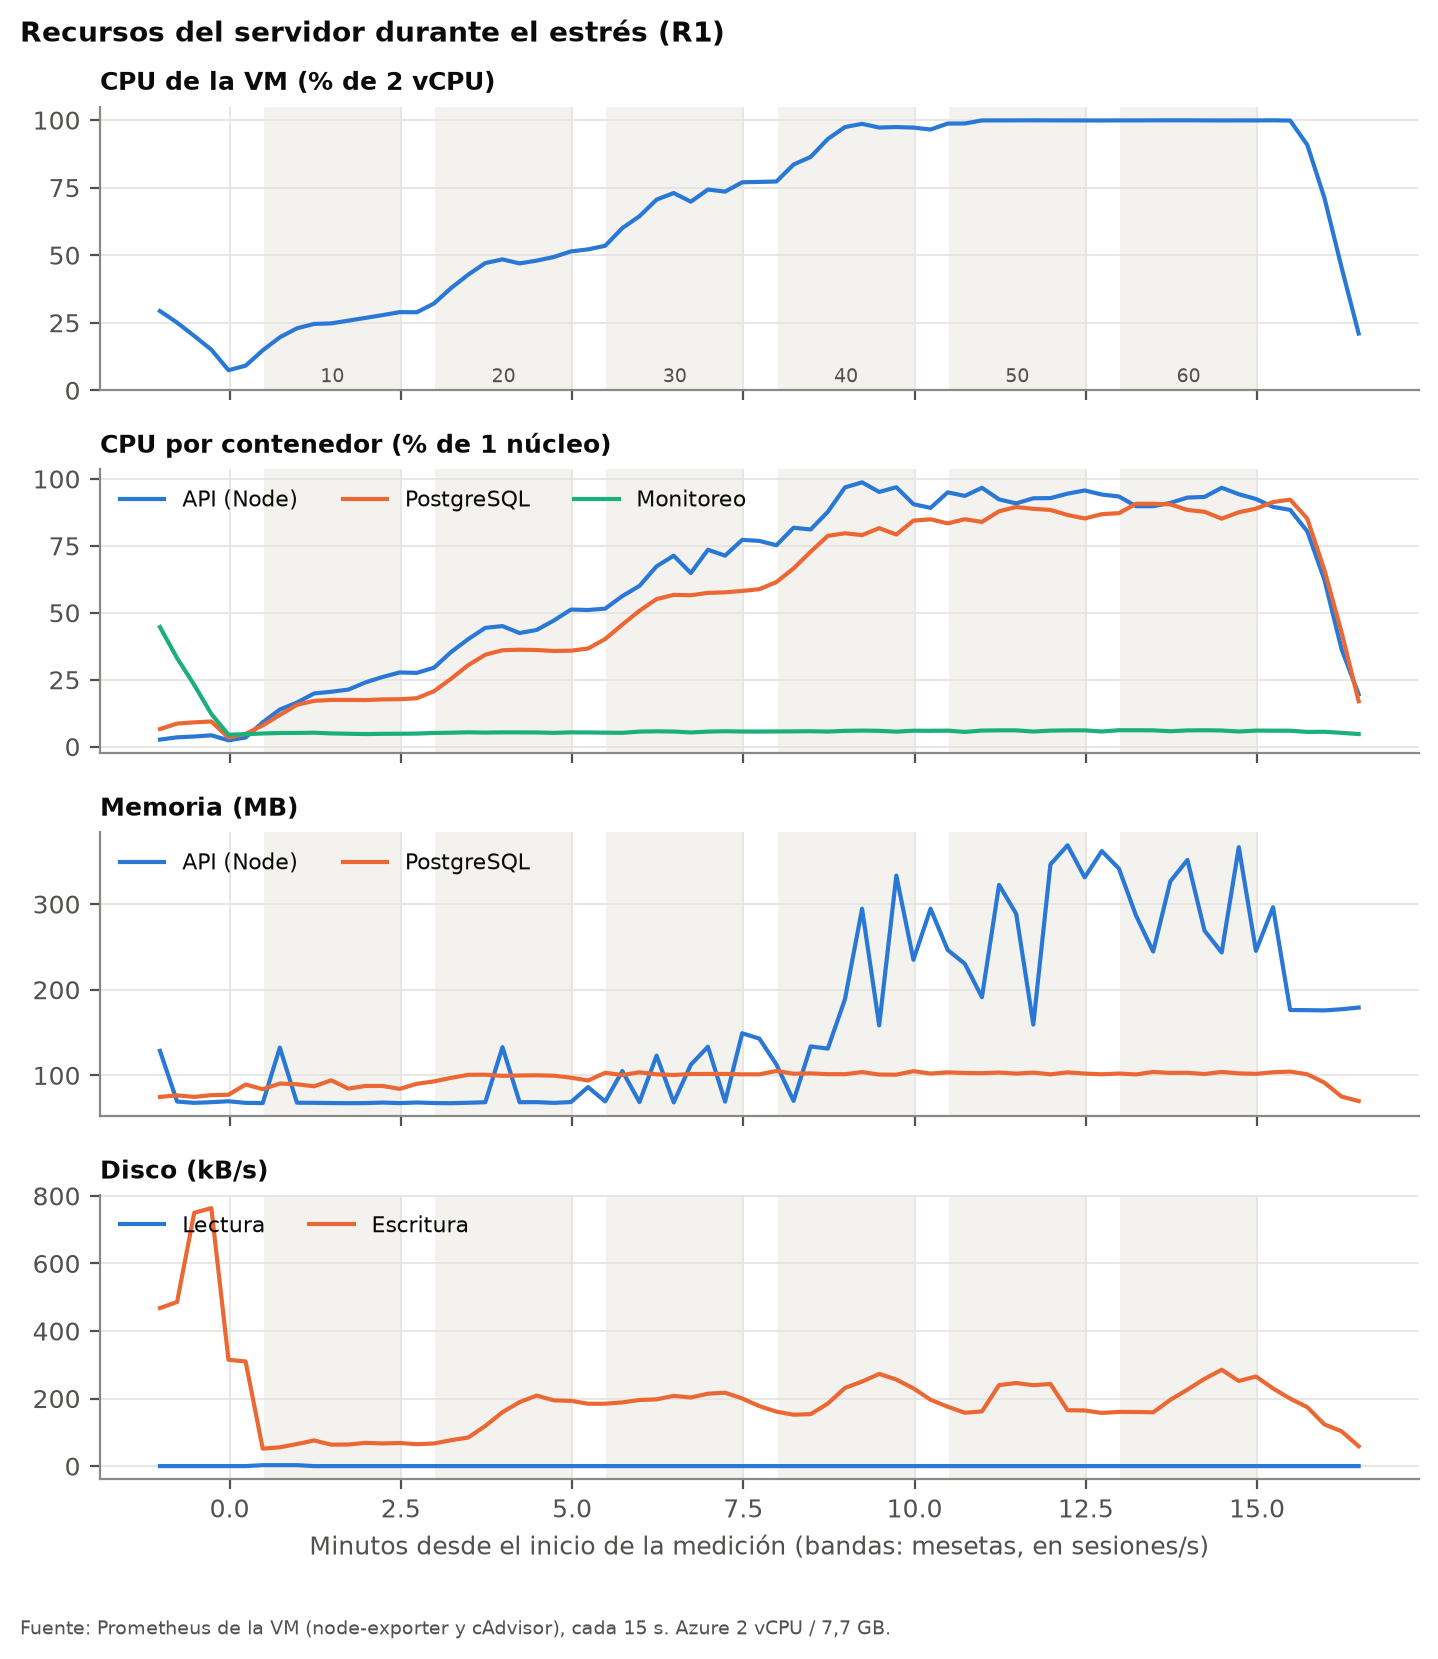 Recursos del servidor durante el estrés (R1)
CPU de la VM (% de 2 vCPU)
100
75
50
25
0
10 20 30 40 50 60
CPU por contenedor (% de 1 núcleo)
API (Node) PostgreSQL Monitoreo
100
75
50
25
0
Memoria (MB)
API (Node) PostgreSQL
300
200
100
Disco (kB/s)
Lectura Escritura
800
600
400
200
0
0.0 2.5 5.0 7.5 10.0 12.5 15.0
Minutos desde el inicio de la medición (bandas: mesetas, en sesiones/s)
Fuente: Prometheus de la VM (node-exporter y cAdvisor), cada 15 s. Azure 2 vCPU / 7,7 GB.